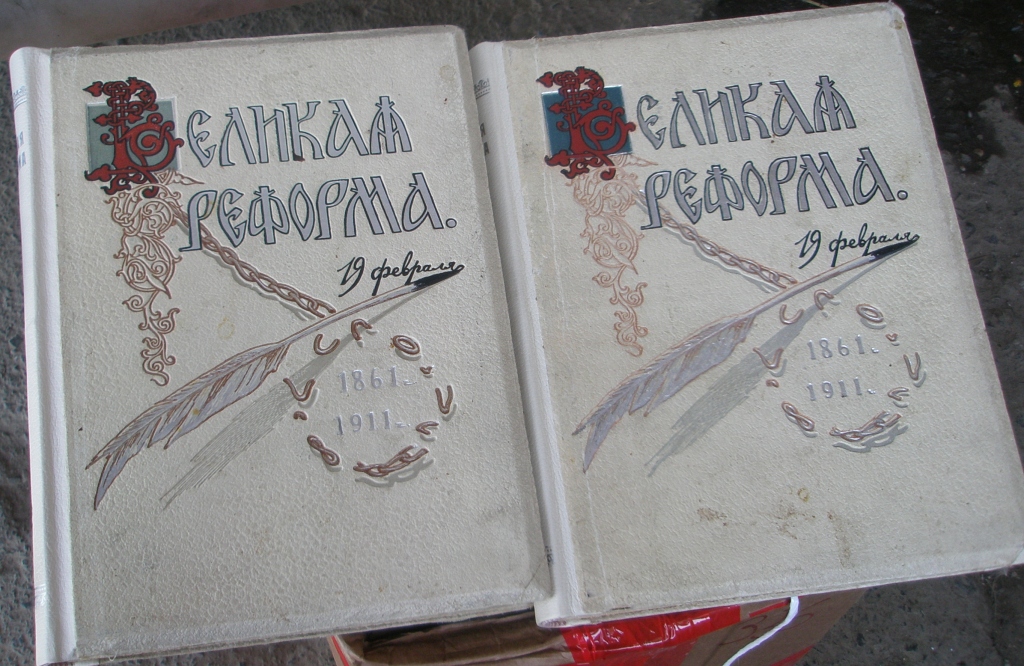 Великая
Реформа.
19 февраля
1861 г.
1911 г.
Великая
Реформа.
19 февраля
1861 г.
1911 г.